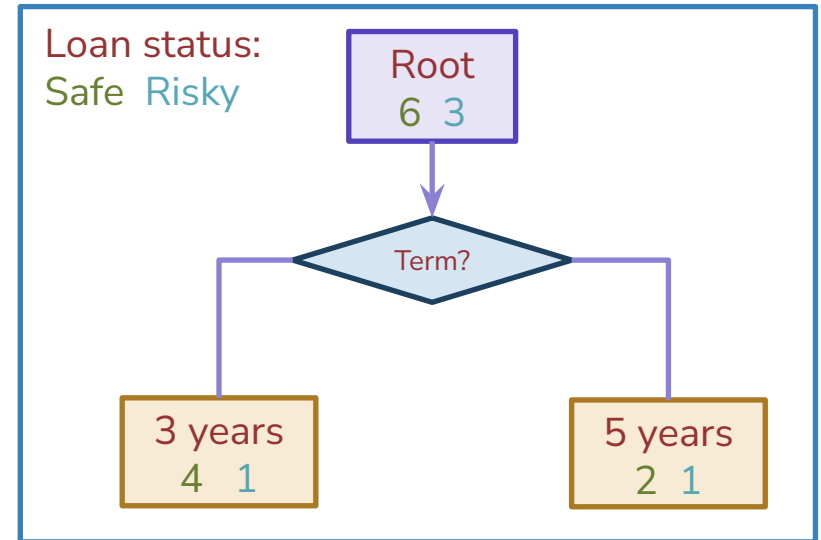 Loan status:
Safe Risky
Root
6 3
Term?
3 years
4 1
5 years
2 1